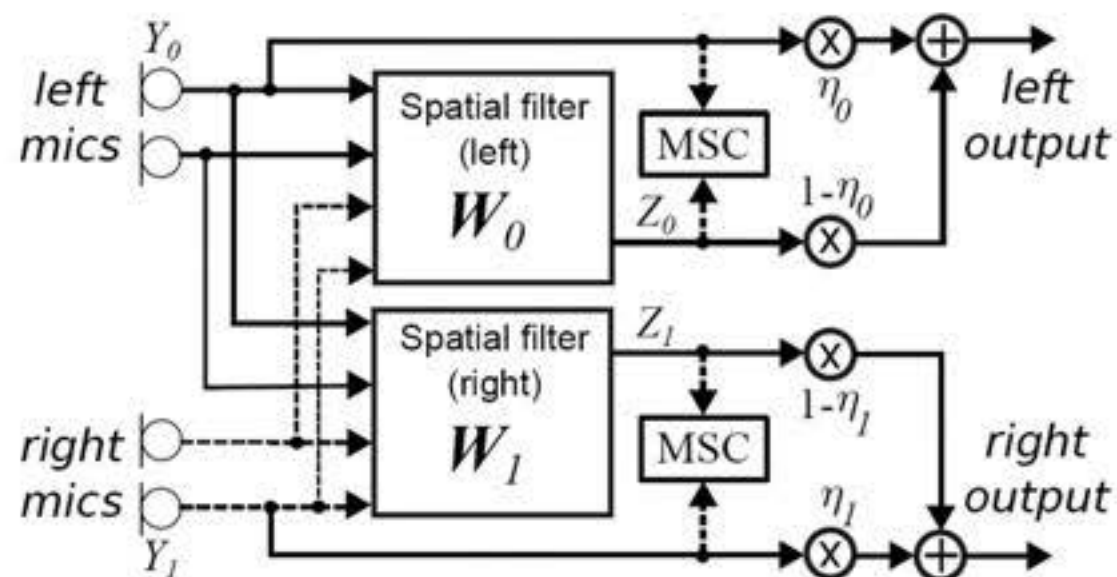 Y₀
left
mics
Spatial filter
(left)
W₀
MSC
Z₀
η₀
1-η₀
left
output
Spatial filter
(right)
W₁
Z₁
MSC
1-η₁
η₁
right
mics
Y₁
right
output